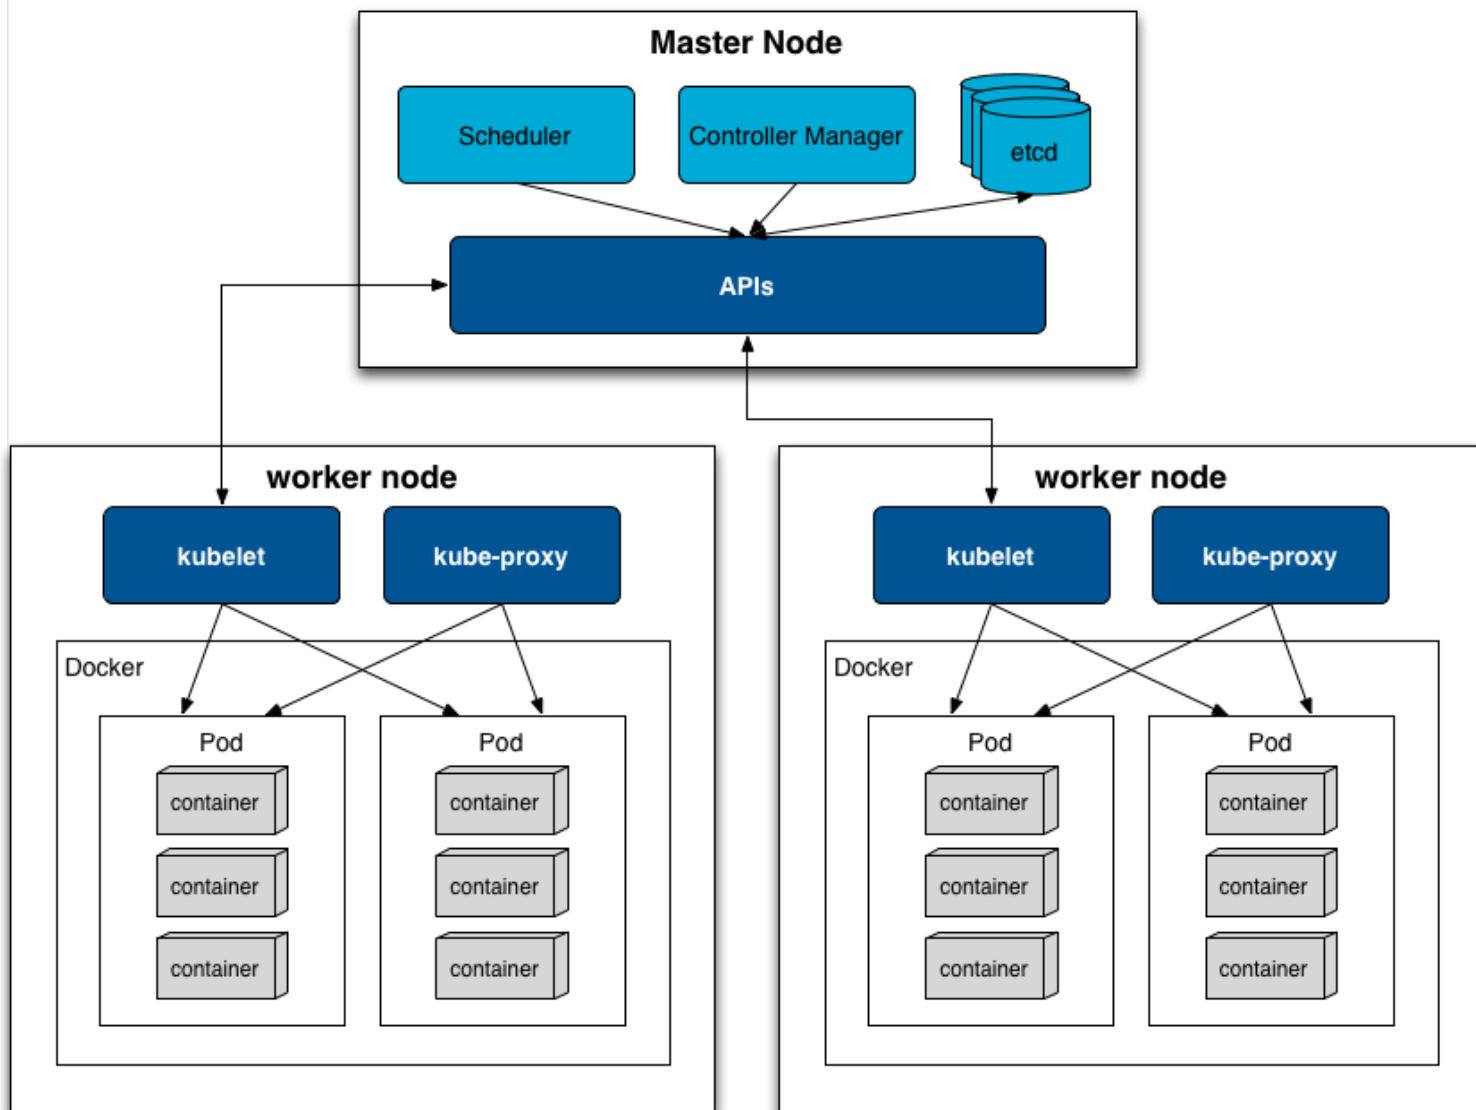 Master Node
Scheduler
Controller Manager
etcd
APIs
worker node
kubelet
kube-proxy
Docker
Pod
container
container
container
Pod
container
container
container
worker node
kubelet
kube-proxy
Docker
Pod
container
container
container
Pod
container
container
container